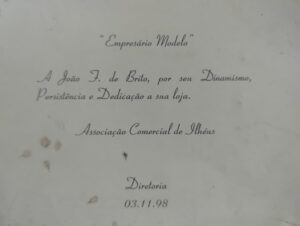 "Empresário Modelo"
A João F. de Brito, por seu Dinamismo,
Persistência e Dedicação a sua loja.
Associação Comercial de Ilhéus
Diretoria
03.11.98